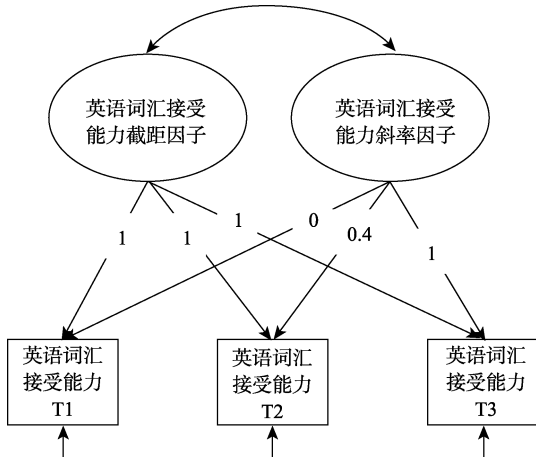 英语词汇接受
能力截距因子
英语词汇接受
能力斜率因子
1
1
1
0
0.4
1
英语词汇
接受能力
T1
英语词汇
接受能力
T2
英语词汇
接受能力
T3